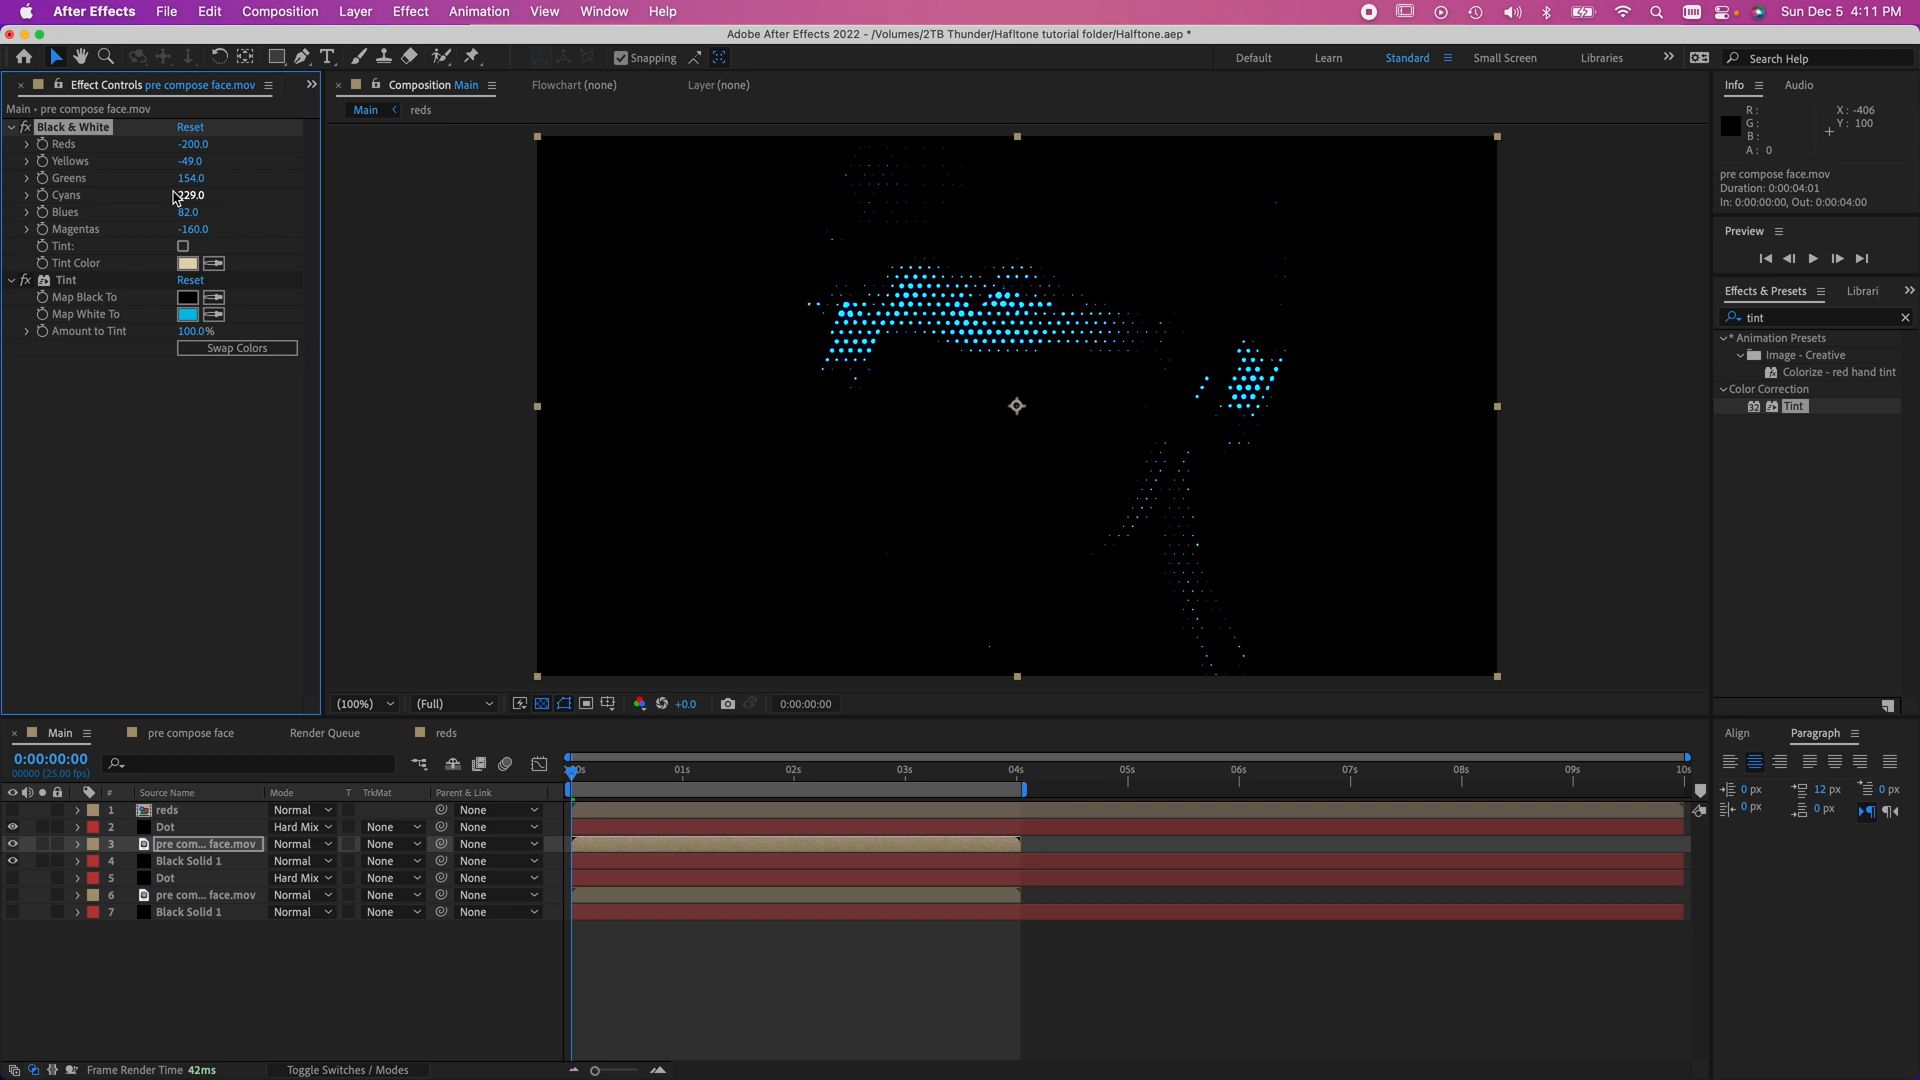 After Effects File Edit Composition Layer Effect Animation View Window Help Sun Dec 5 4:11 PM
Adobe After Effects 2022 - /Volumes/2TB Thunder/Hafltone tutorial folder/Halftone.aep *
Snapping Default Learn Standard Small Screen Libraries Search Help
Effect Controls pre compose face.mov
Composition Main Flowchart (none) Layer (none)
Info Audio
Main • pre compose face.mov
Main reds
R: X: -406
G: Y: 100
B:
A: 0
fx Black & White Reset
Reds -200.0
Yellows -49.0
Greens 154.0
Cyans 229.0
Blues 82.0
Magentas -160.0
Tint:
Tint Color
fx Tint Reset
Map Black To
Map White To
Amount to Tint 100.0%
Swap Colors
pre compose face.mov
Duration: 0:00:04:01
In: 0:00:00:00, Out: 0:00:04:00
Preview
Effects & Presets Librari
tint
* Animation Presets
Image - Creative
Colorize - red hand tint
Color Correction
32 Tint
(100%) (Full) +0.0 0:00:00:00
Main pre compose face Render Queue reds
Align Paragraph
0:00:00:00
00000 (25.00 fps)
01s 02s 03s 04s 05s 06s 07s 08s 09s 10s
0 px 12 px 0 px
0 px 0 px
# Source Name Mode T TrkMat Parent & Link
1 reds Normal None
2 Dot Hard Mix None None
3 pre com... face.mov Normal None None
4 Black Solid 1 Normal None None
5 Dot Hard Mix None None
6 pre com... face.mov Normal None None
7 Black Solid 1 Normal None None
Frame Render Time 42ms Toggle Switches / Modes